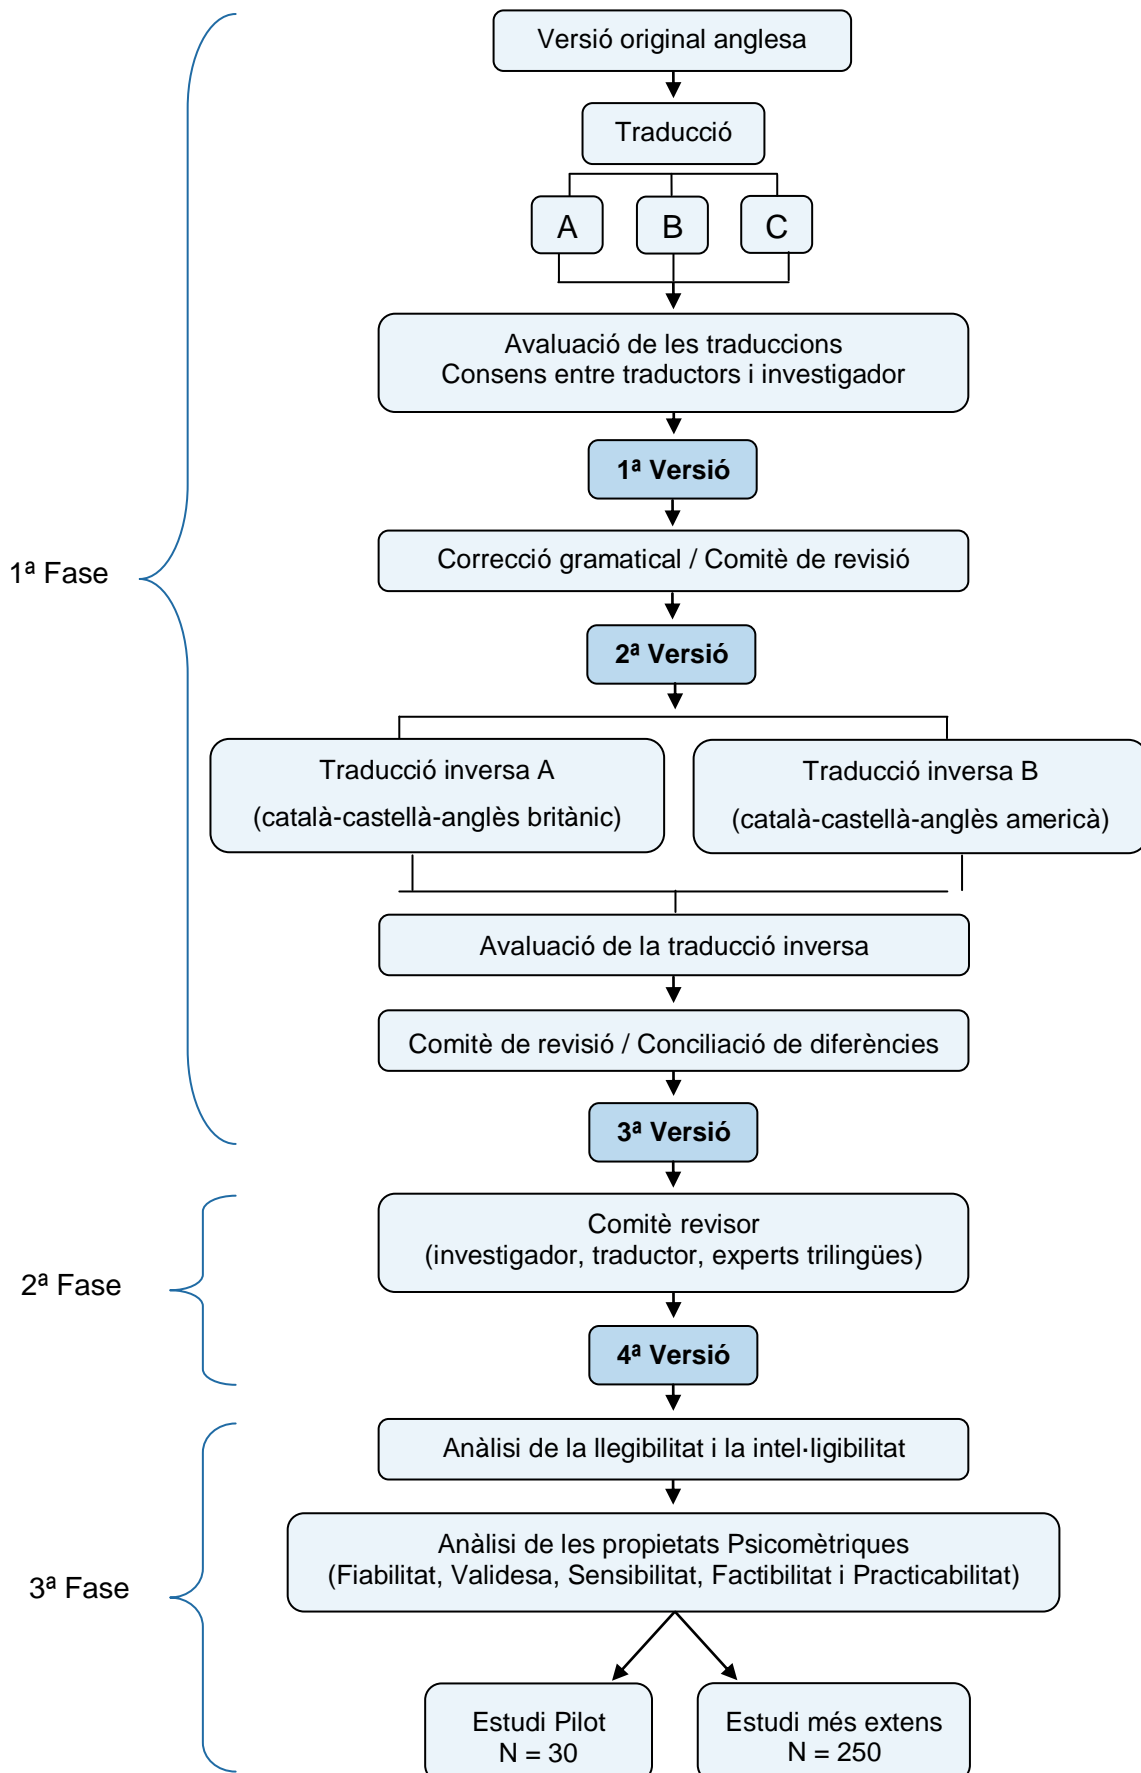 Versió original anglesa
Traducció
A
B
C
Avaluació de les traduccions
Consens entre traductors i investigador
1ª Versió
Correcció gramatical / Comitè de revisió
1ª Fase
2ª Versió
Traducció inversa A
(català-castellà-anglès britànic)
Traducció inversa B
(català-castellà-anglès americà)
Avaluació de la traducció inversa
Comitè de revisió / Conciliació de diferències
3ª Versió
Comitè revisor
(investigador, traductor, experts trilingües)
2ª Fase
4ª Versió
Anàlisi de la llegibilitat i la intel·ligibilitat
Anàlisi de les propietats Psicomètriques
(Fiabilitat, Validesa, Sensibilitat, Factibilitat i Practicabilitat)
3ª Fase
Estudi Pilot
N = 30
Estudi més extens
N = 250